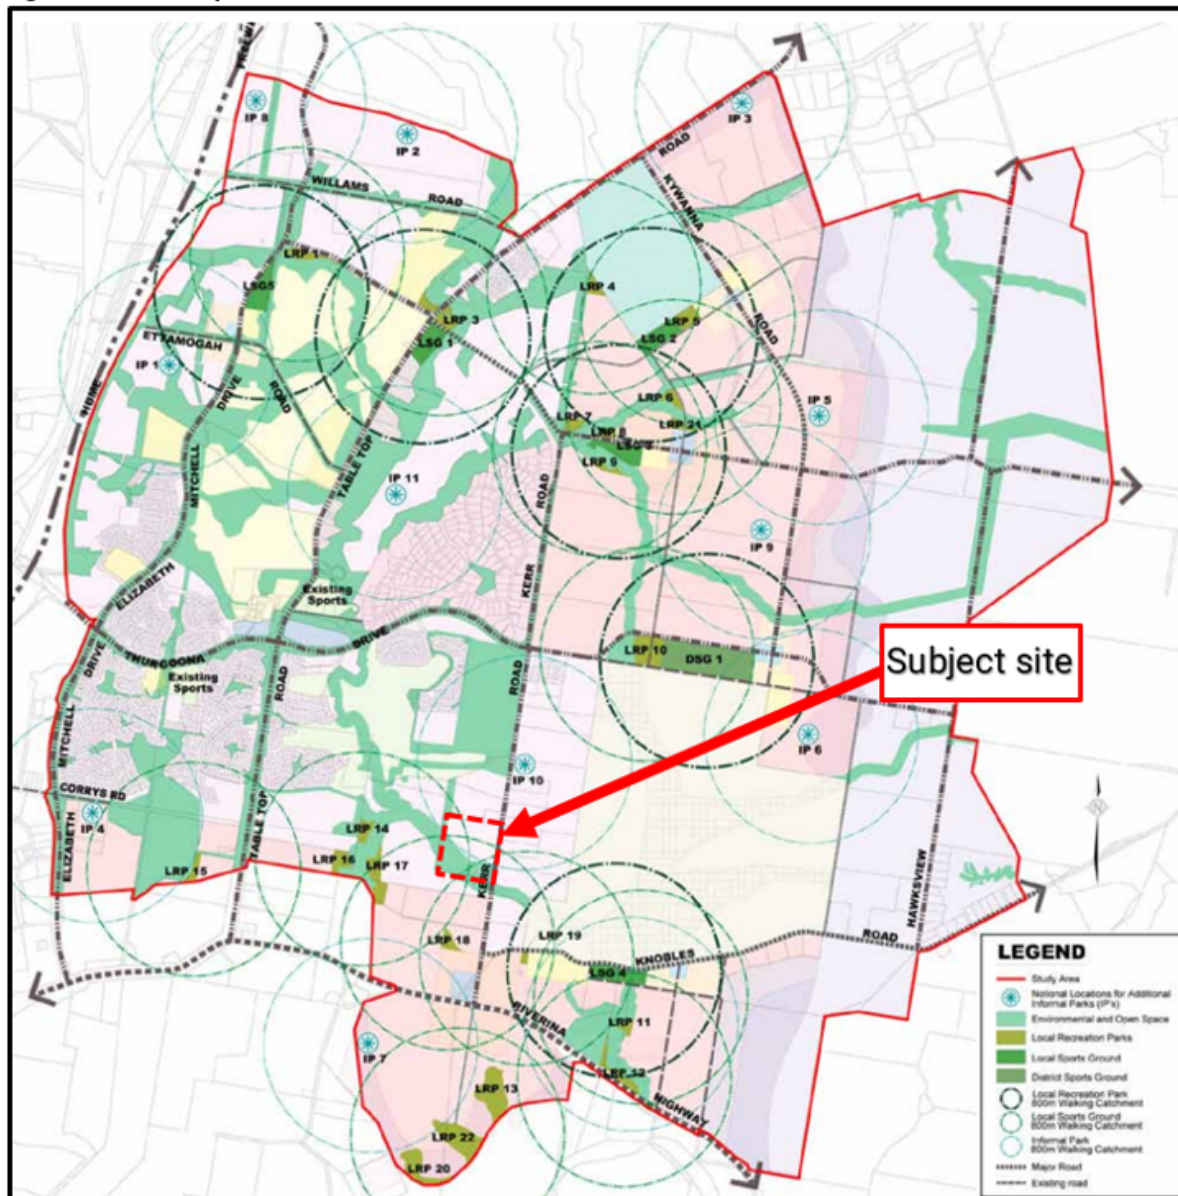 IP 8
IP 2
IP 3
ROAD
WILLAMS
ROAD
KYWANNA
ROAD
LRP 1
LSG5
LRP 3
LSG 1
LRP 4
LRP 5
LSG 2
ETTAMOGAH
ROAD
IP 1
HUME
DRIVE
MITCHELL
ELIZABETH
TABLE TOP
IP 11
LRP 6
LRP 7
LRP 8
LRP 21
LRP 9
IP 5
IP 9
ROAD
KERR
Existing
Sports
THURGOONA
DRIVE
Existing
Sports
ROAD
TABLE TOP
DRIVE
MITCHELL
ELIZABETH
CORRYS RD
IP 4
ROAD
LRP 10
DSG 1
Subject site
IP 6
IP 10
KERR
LRP 14
LRP 16
LRP 17
LRP 15
LRP 18
LRP 19
KNOBLES
ROAD
HAWKSVIEW
LSG 4
RIVERINA
HIGHWAY
LRP 11
LRP 12
IP 7
LRP 13
LRP 22
LRP 20
N
LEGEND
Study Area
Notional Locations for Additional
Informal Parks (IP's)
Environmental and Open Space
Local Recreation Parks
Local Sports Ground
District Sports Ground
Local Recreation Park
800m Walking Catchment
Local Sports Ground
800m Walking Catchment
Informal Park
800m Walking Catchment
Major Road
Existing road